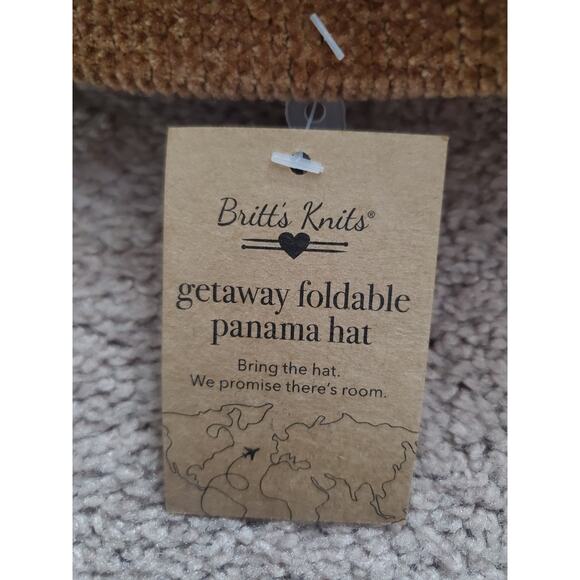 Britt's Knits®
getaway foldable
panama hat
Bring the hat.
We promise there's room.